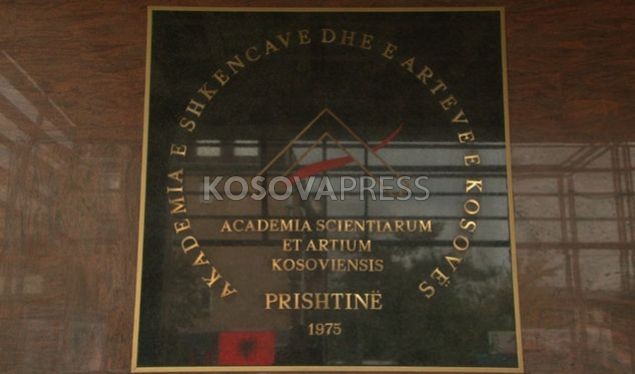 AKADEMIA E SHKENCAVE DHE E ARTEVE E KOSOVËS
KOSOVAPRESS
ACADEMIA SCIENTIARUM
ET ARTIUM
KOSOVIENSIS
PRISHTINË
1975